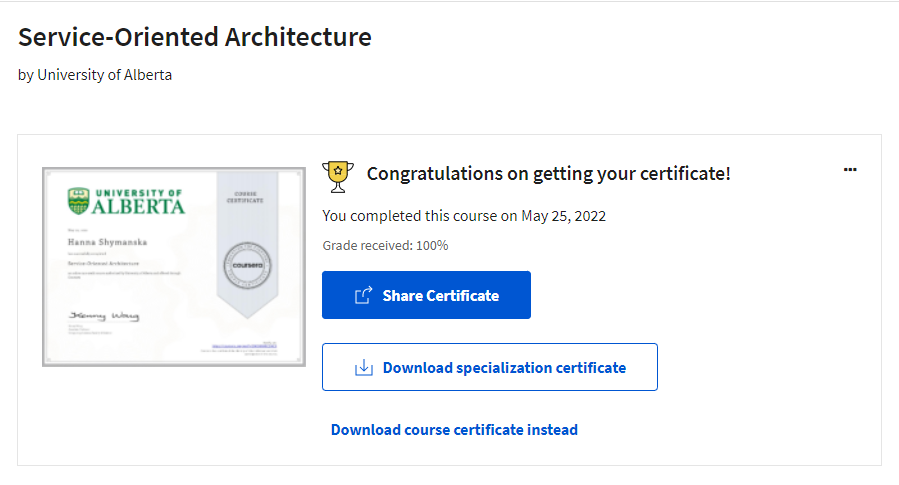 Service-Oriented Architecture
by University of Alberta
UNIVERSITY OF
ALBERTA
COURSE
CERTIFICATE
Hanna Shymanska
Service-Oriented Architecture
coursera
Kenny Wong
Congratulations on getting your certificate!
You completed this course on May 25, 2022
Grade received: 100%
Share Certificate
Download specialization certificate
Download course certificate instead